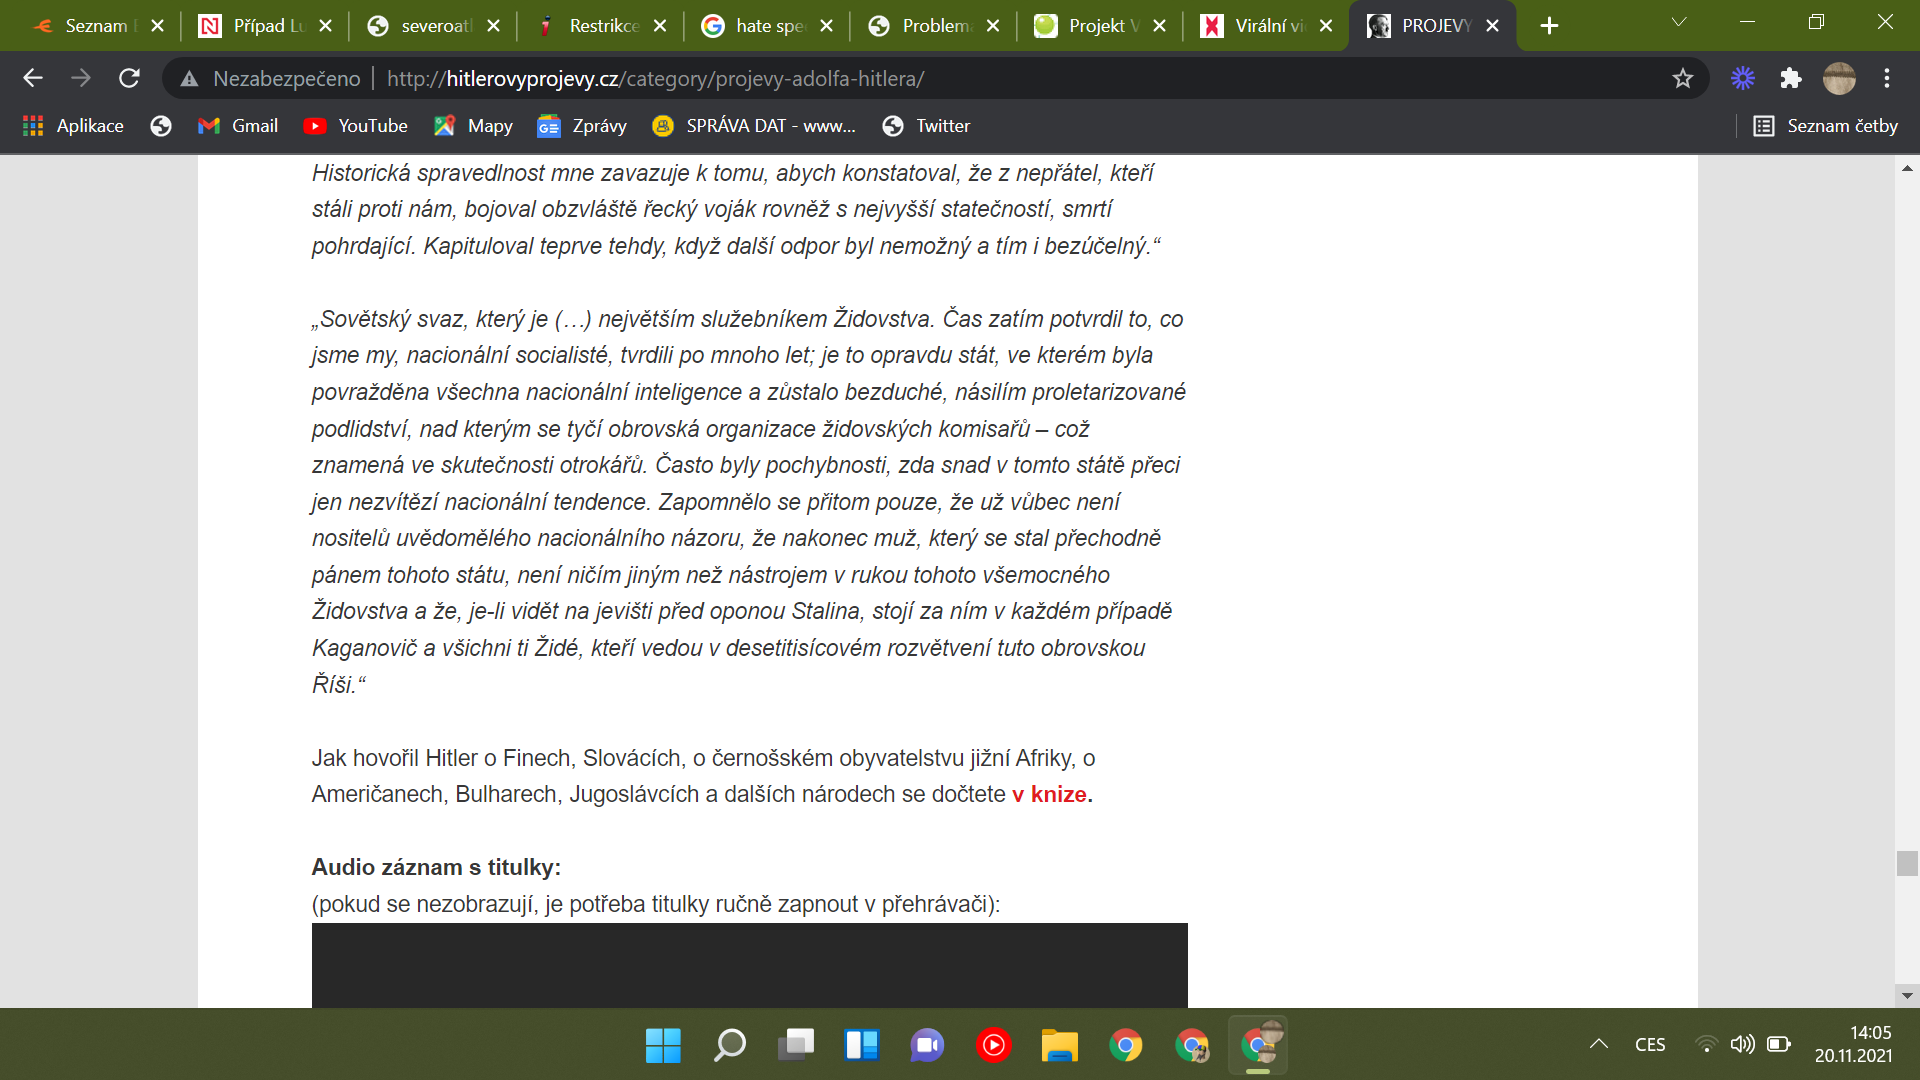 Seznam
Případ Lu
severoatl
Restrikce
hate spe
Problema
Projekt V
Virální vi
PROJEVY
Nezabezpečeno
http://hitlerovyprojevy.cz/category/projevy-adolfa-hitlera/
Aplikace
Gmail
YouTube
Mapy
Zprávy
SPRÁVA DAT - www...
Twitter
Seznam četby
Historická spravedlnost mne zavazuje k tomu, abych konstatoval, že z nepřátel, kteří
stáli proti nám, bojoval obzvláště řecký voják rovněž s nejvyšší statečností, smrtí
pohrdající. Kapituloval teprve tehdy, když další odpor byl nemožný a tím i bezúčelný.“
„Sovětský svaz, který je (…) největším služebníkem Židovstva. Čas zatím potvrdil to, co
jsme my, nacionální socialisté, tvrdili po mnoho let; je to opravdu stát, ve kterém byla
povražděna všechna nacionální inteligence a zůstalo bezduché, násilím proletarizované
podlidství, nad kterým se tyčí obrovská organizace židovských komisařů – což
znamená ve skutečnosti otrokářů. Často byly pochybnosti, zda snad v tomto státě přeci
jen nezvítězí nacionální tendence. Zapomnělo se přitom pouze, že už vůbec není
nositelů uvědomělého nacionálního názoru, že nakonec muž, který se stal přechodně
pánem tohoto státu, není ničím jiným než nástrojem v rukou tohoto všemocného
Židovstva a že, je-li vidět na jevišti před oponou Stalina, stojí za ním v každém případě
Kaganovič a všichni ti Židé, kteří vedou v desetitisícovém rozvětvení tuto obrovskou
Říši.“
Jak hovořil Hitler o Finech, Slovácích, o černošském obyvatelstvu jižní Afriky, o
Američanech, Bulharech, Jugoslávcích a dalších národech se dočtete v knize.
Audio záznam s titulky:
(pokud se nezobrazují, je potřeba titulky ručně zapnout v přehrávači):
CES
14:05
20.11.2021